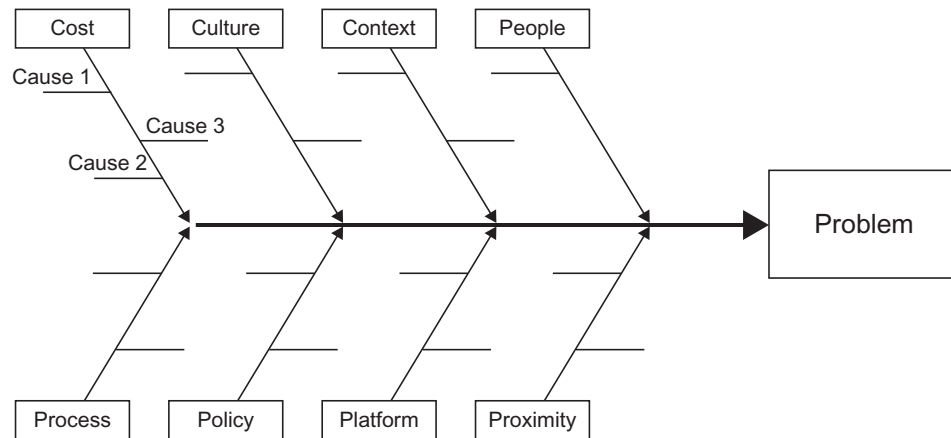 Cost
Culture
Context
People
Cause 1
Cause 3
Cause 2
Problem
Process
Policy
Platform
Proximity